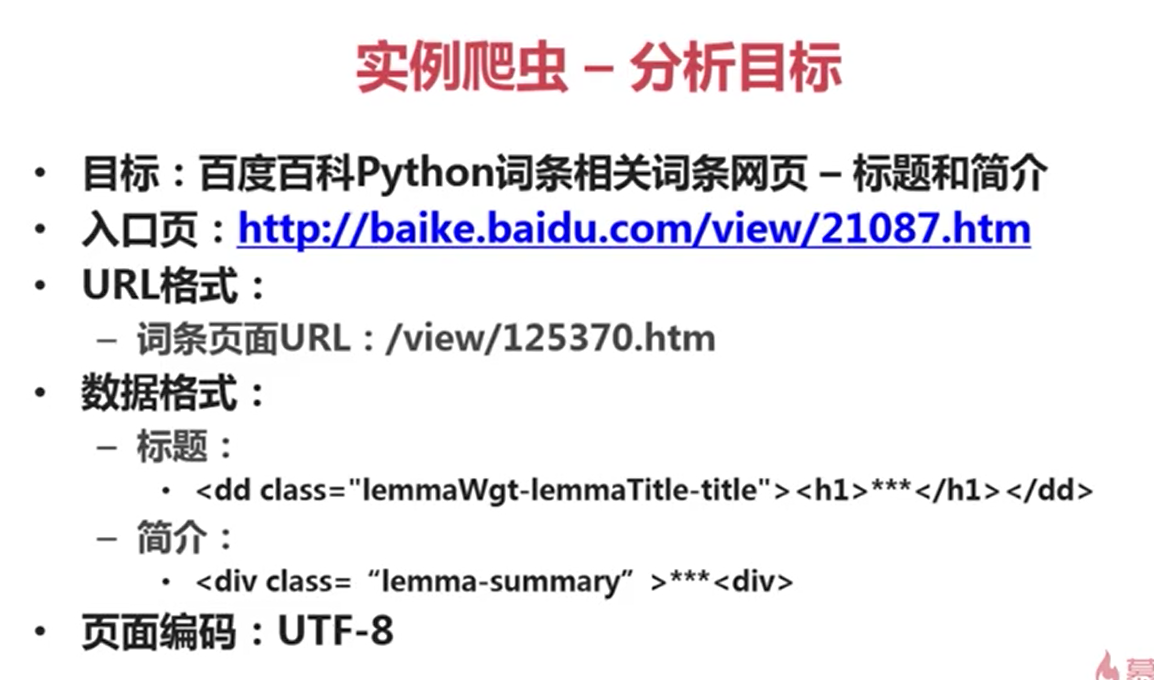 实例爬虫 – 分析目标
• 目标：百度百科Python词条相关词条网页 – 标题和简介
• 入口页：http://baike.baidu.com/view/21087.htm
• URL格式：
– 词条页面URL：/view/125370.htm
• 数据格式：
– 标题：
• <dd class="lemmaWgt-lemmaTitle-title"><h1>***</h1></dd>
– 简介：
• <div class= “lemma-summary” >***<div>
• 页面编码：UTF-8